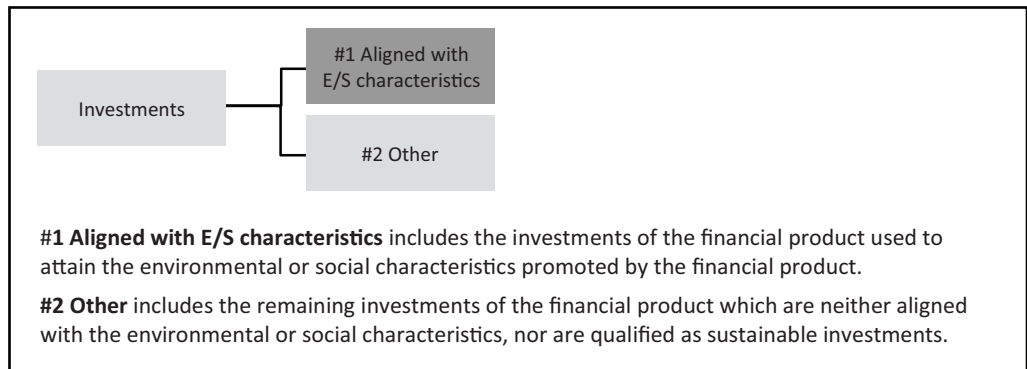 #1 Aligned with
E/S characteristics
Investments
#2 Other
#1 Aligned with E/S characteristics includes the investments of the financial product used to
attain the environmental or social characteristics promoted by the financial product.
#2 Other includes the remaining investments of the financial product which are neither aligned
with the environmental or social characteristics, nor are qualified as sustainable investments.